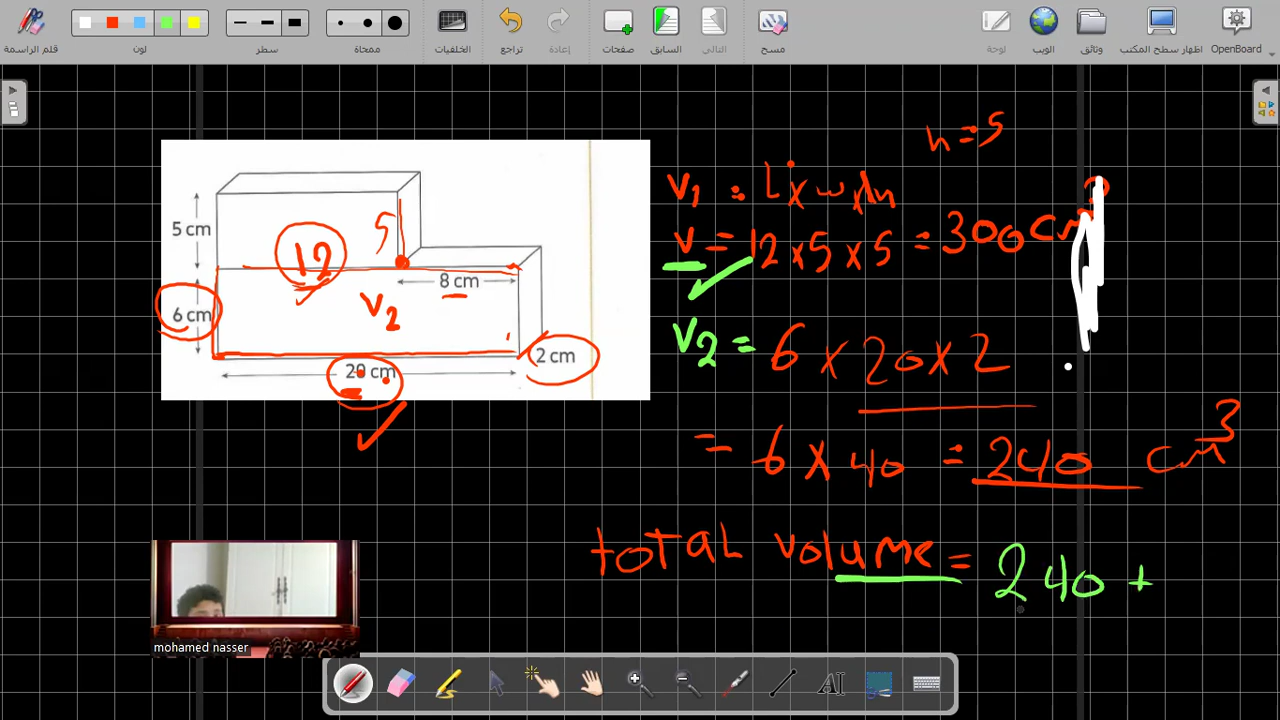 قلم الراسمة
لون
سطر
ممحاة
الخلفيات
تراجع
إعادة
صفحات
السابق
التالي
مسح
لوحة
الويب
وثائق
اظهار سطح المكتب
OpenBoard
h = 5
V1 : L x w x h
V = 12 x 5 x 5 = 300 cm
V2 = 6 x 20 x 2
= 6 x 40 = 240 cm³
total volume = 240 +
5 cm
5
12
8 cm
6 cm
V2
2 cm
20 cm
mohamed nasser
AI